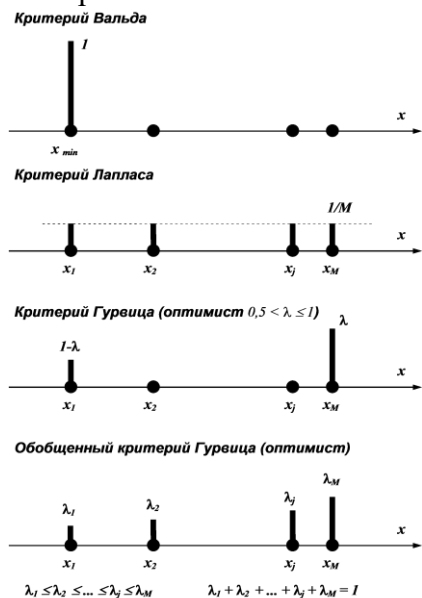 Критерий Вальда
1
x
x min
Критерий Лапласа
1/M
x
x1 x2 xj xM
Критерий Гурвица (оптимист 0,5 < λ ≤ 1)
λ
1-λ
x
x1 x2 xj xM
Обобщенный критерий Гурвица (оптимист)
λM
λj
λ1 λ2
x
x1 x2 xj xM
λ1 ≤ λ2 ≤ ... ≤ λj ≤ λM λ1 + λ2 + ... + λj + λM = 1